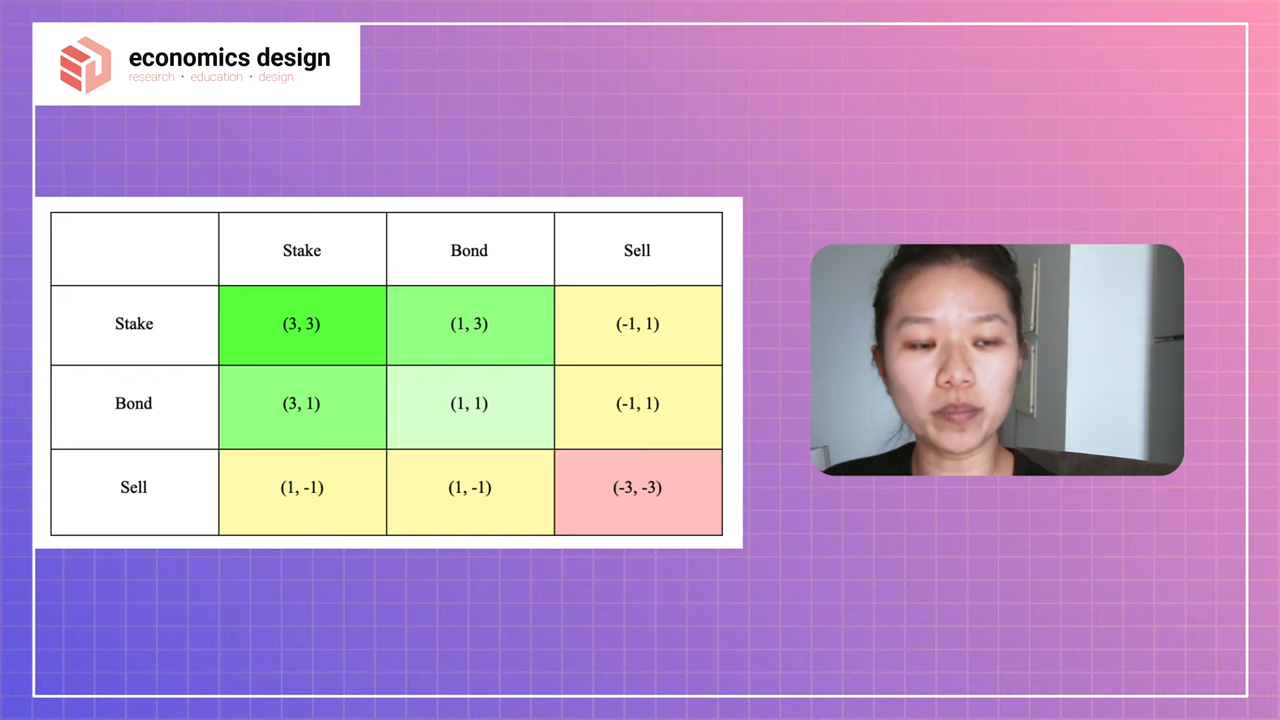 economics design
research • education • design
Stake Bond Sell
Stake (3, 3) (1, 3) (-1, 1)
Bond (3, 1) (1, 1) (-1, 1)
Sell (1, -1) (1, -1) (-3, -3)